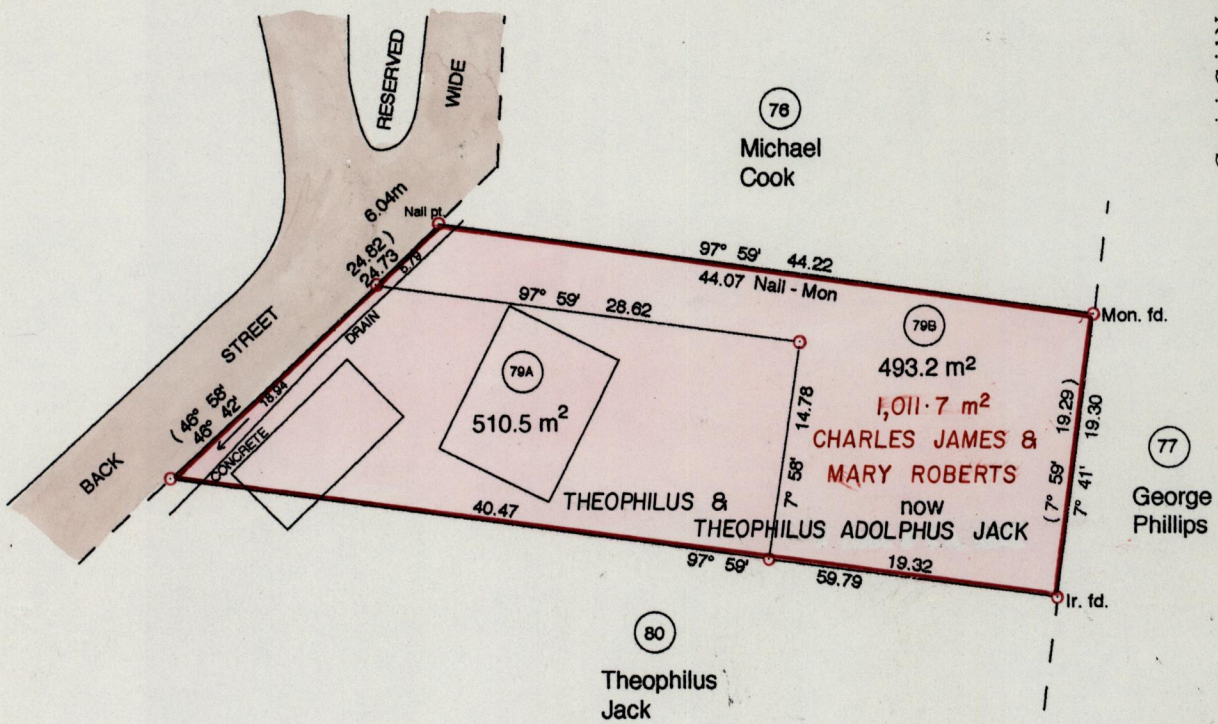 RESERVED
WIDE
76
Michael
Cook
6.04m
Nail pt.
24.82 )
24.73
5.79
97° 59' 44.22
44.07 Nail - Mon
Mon. fd.
97° 59' 28.62
STREET
DRAIN
79B
493.2 m²
79A
510.5 m²
1,011·7 m²
CHARLES JAMES &
MARY ROBERTS
now
THEOPHILUS &
THEOPHILUS ADOLPHUS JACK
14.78
7° 58'
19.29 )
19.30
( 7° 59'
7° 41'
77
George
Phillips
( 46° 58'
46° 42'
18.94
CONCRETE
BACK
40.47
97° 59'
19.32
59.79
Ir. fd.
80
Theophilus
Jack